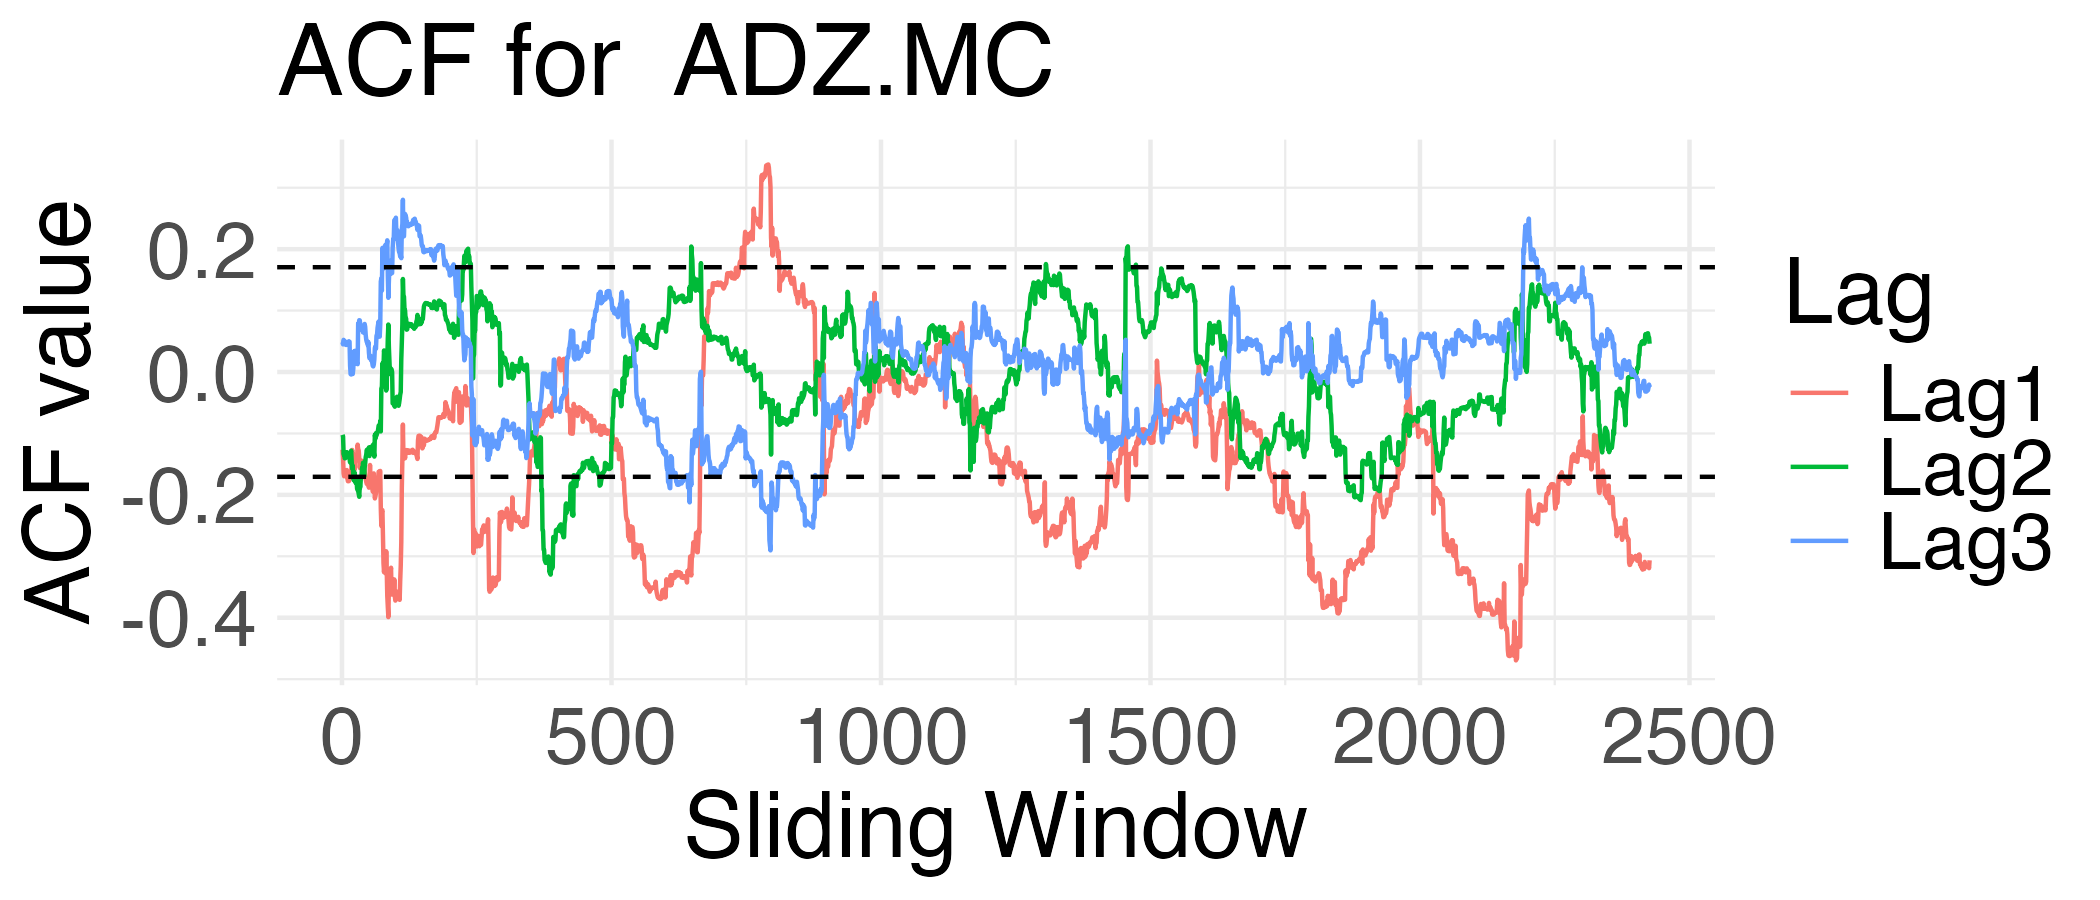 ACF for ADZ.MC
ACF value
0.2
0.0
-0.2
-0.4
0 500 1000 1500 2000 2500
Sliding Window
Lag
Lag1
Lag2
Lag3